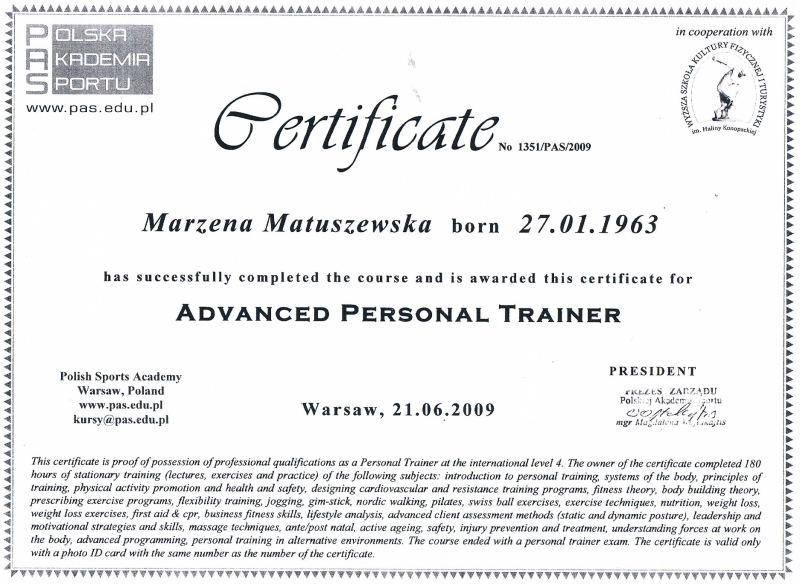 POLSKA
AKADEMIA
SPORTU
www.pas.edu.pl
in cooperation with
WYŻSZA SZKOŁA KULTURY FIZYCZNEJ I TURYSTYKI
im. Haliny Konopackiej
Certificate No 1351/PAS/2009
Marzena Matuszewska born 27.01.1963
has successfully completed the course and is awarded this certificate for
ADVANCED PERSONAL TRAINER
Polish Sports Academy
Warsaw, Poland
www.pas.edu.pl
kursy@pas.edu.pl
Warsaw, 21.06.2009
PRESIDENT
PREZES ZARZĄDU
Polskiej Akademii Sportu
mgr Magdalena
This certificate is proof of possession of professional qualifications as a Personal Trainer at the international level 4. The owner of the certificate completed 180
hours of stationary training (lectures, exercises and practice) of the following subjects: introduction to personal training, systems of the body, principles of
training, physical activity promotion and health and safety, designing cardiovascular and resistance training programs, fitness theory, body building theory,
prescribing exercise programs, flexibility training, jogging, gim-stick, nordic walking, pilates, swiss ball exercises, exercise techniques, nutrition, weight loss,
weight loss exercises, first aid & cpr, business fitness skills, lifestyle analysis, advanced client assessment methods (static and dynamic posture), leadership and
motivational strategies and skills, massage techniques, ante/post natal, active ageing, safety, injury prevention and treatment, understanding forces at work on
the body, advanced programming, personal training in alternative environments. The course ended with a personal trainer exam. The certificate is valid only
with a photo ID card with the same number as the number of the certificate.